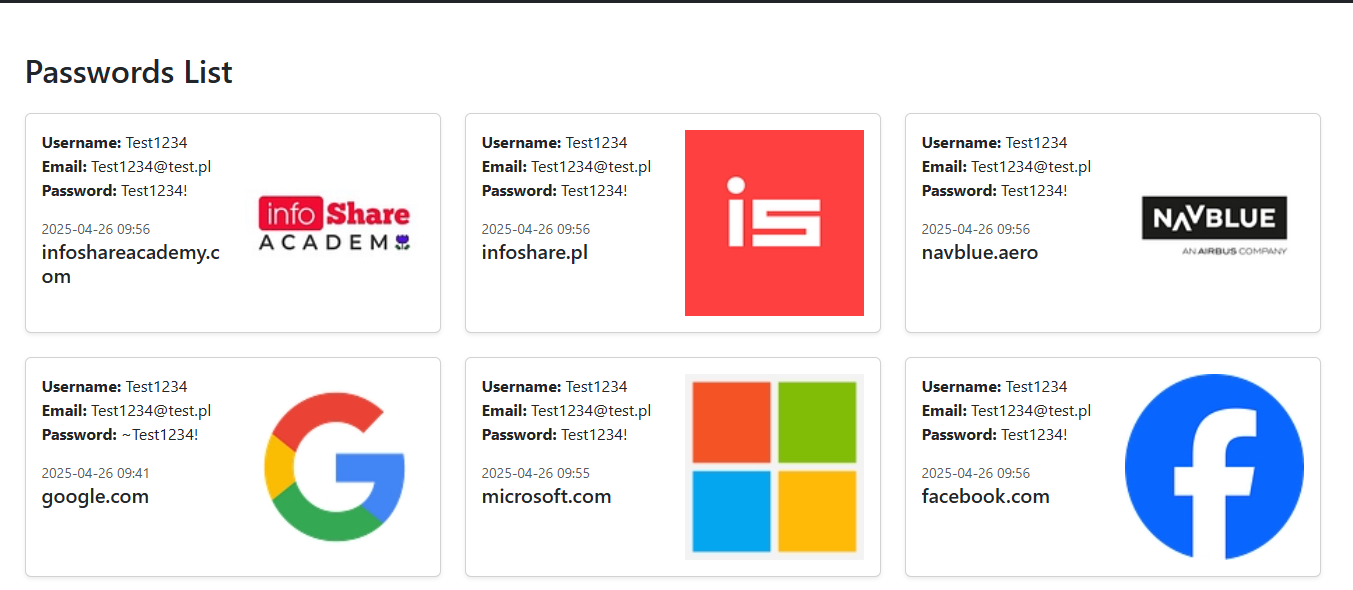 Passwords List
Username: Test1234
Email: Test1234@test.pl
Password: Test1234!
2025-04-26 09:56
infoshareacademy.c
om
info Share
ACADEM
Username: Test1234
Email: Test1234@test.pl
Password: Test1234!
2025-04-26 09:56
infoshare.pl
is
Username: Test1234
Email: Test1234@test.pl
Password: Test1234!
2025-04-26 09:56
navblue.aero
NAVBLUE
AN AIRBUS COMPANY
Username: Test1234
Email: Test1234@test.pl
Password: ~Test1234!
2025-04-26 09:41
google.com
G
Username: Test1234
Email: Test1234@test.pl
Password: Test1234!
2025-04-26 09:55
microsoft.com
Username: Test1234
Email: Test1234@test.pl
Password: Test1234!
2025-04-26 09:56
facebook.com
f